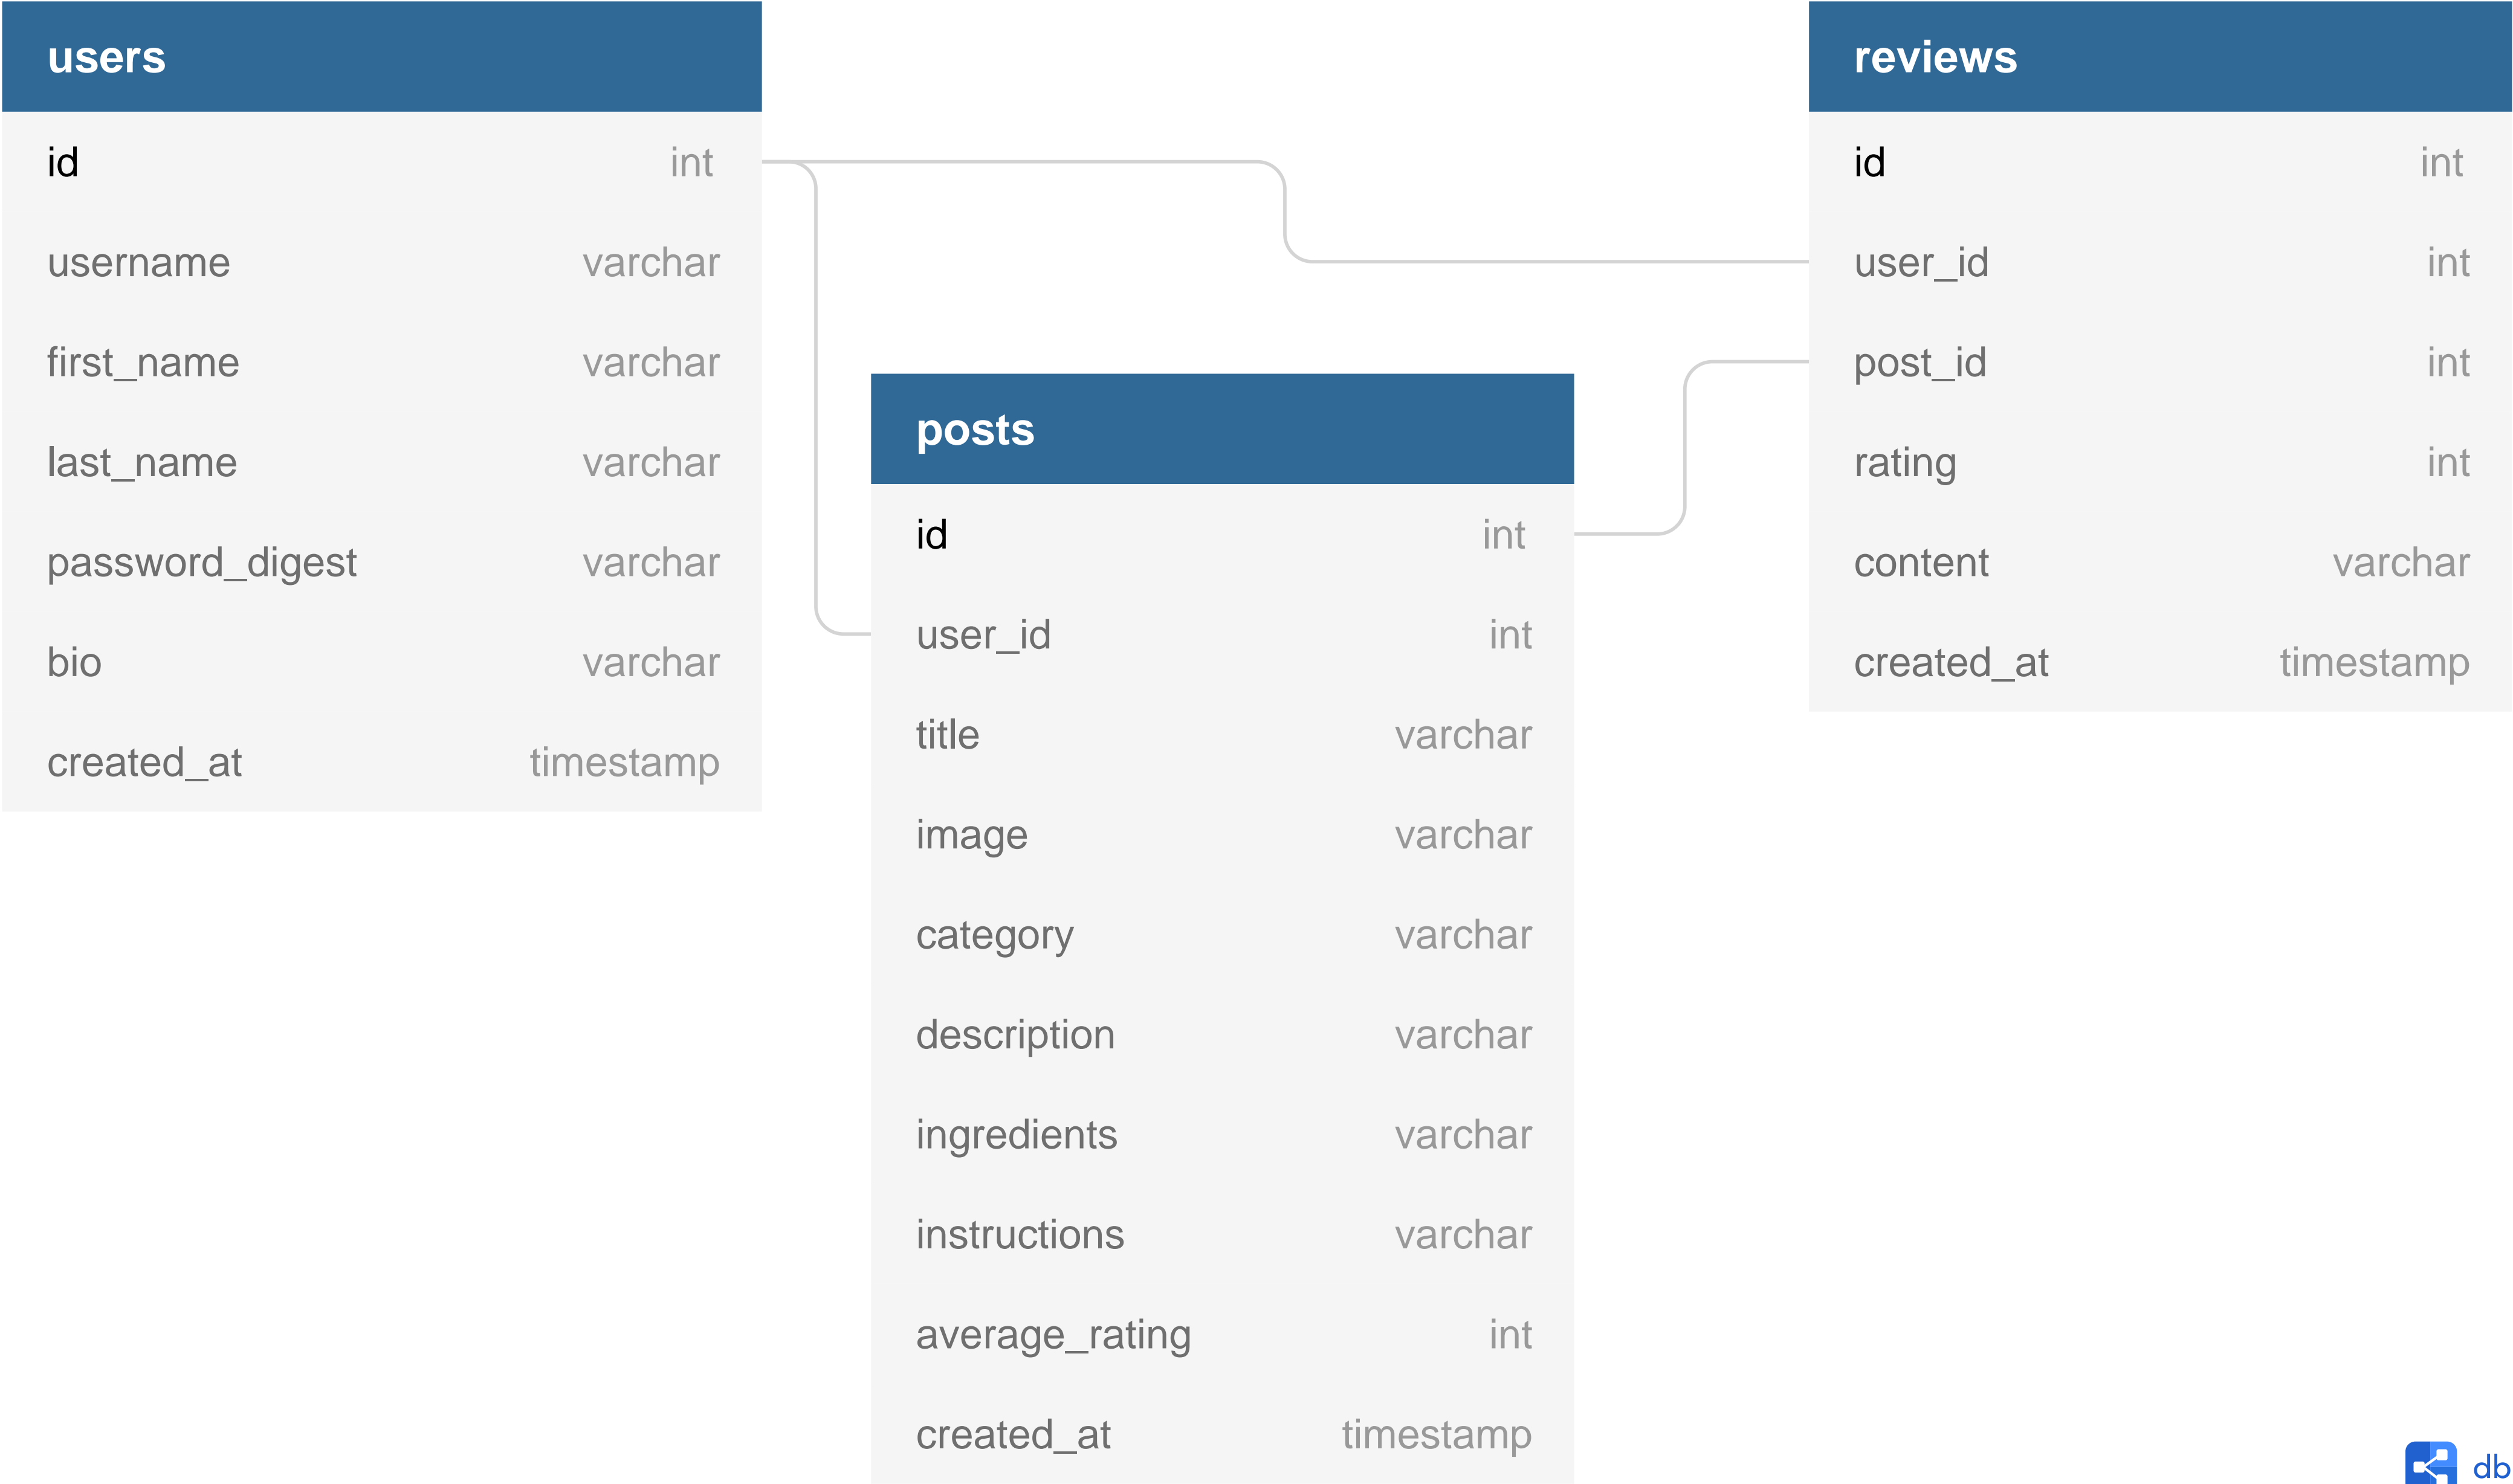 users
id int
username varchar
first_name varchar
last_name varchar
password_digest varchar
bio varchar
created_at timestamp
posts
id int
user_id int
title varchar
image varchar
category varchar
description varchar
ingredients varchar
instructions varchar
average_rating int
created_at timestamp
reviews
id int
user_id int
post_id int
rating int
content varchar
created_at timestamp
db